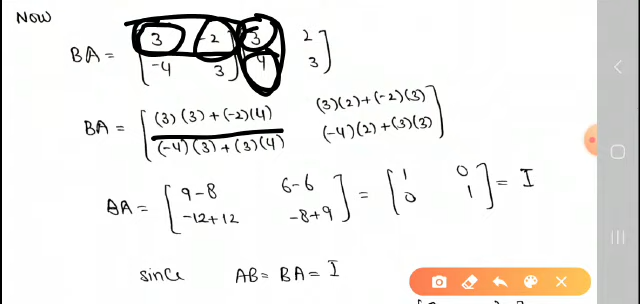 Now
BA = [3 -2 3 2
-4 3] 4 3]
BA = [(3)(3)+(-2)(4) (3)(2)+(-2)(3)
(-4)(3)+(3)(4) (-4)(2)+(3)(3)]
BA = [9-8 6-6
-12+12 -8+9] = [1 0
0 1] = I
since AB = BA = I